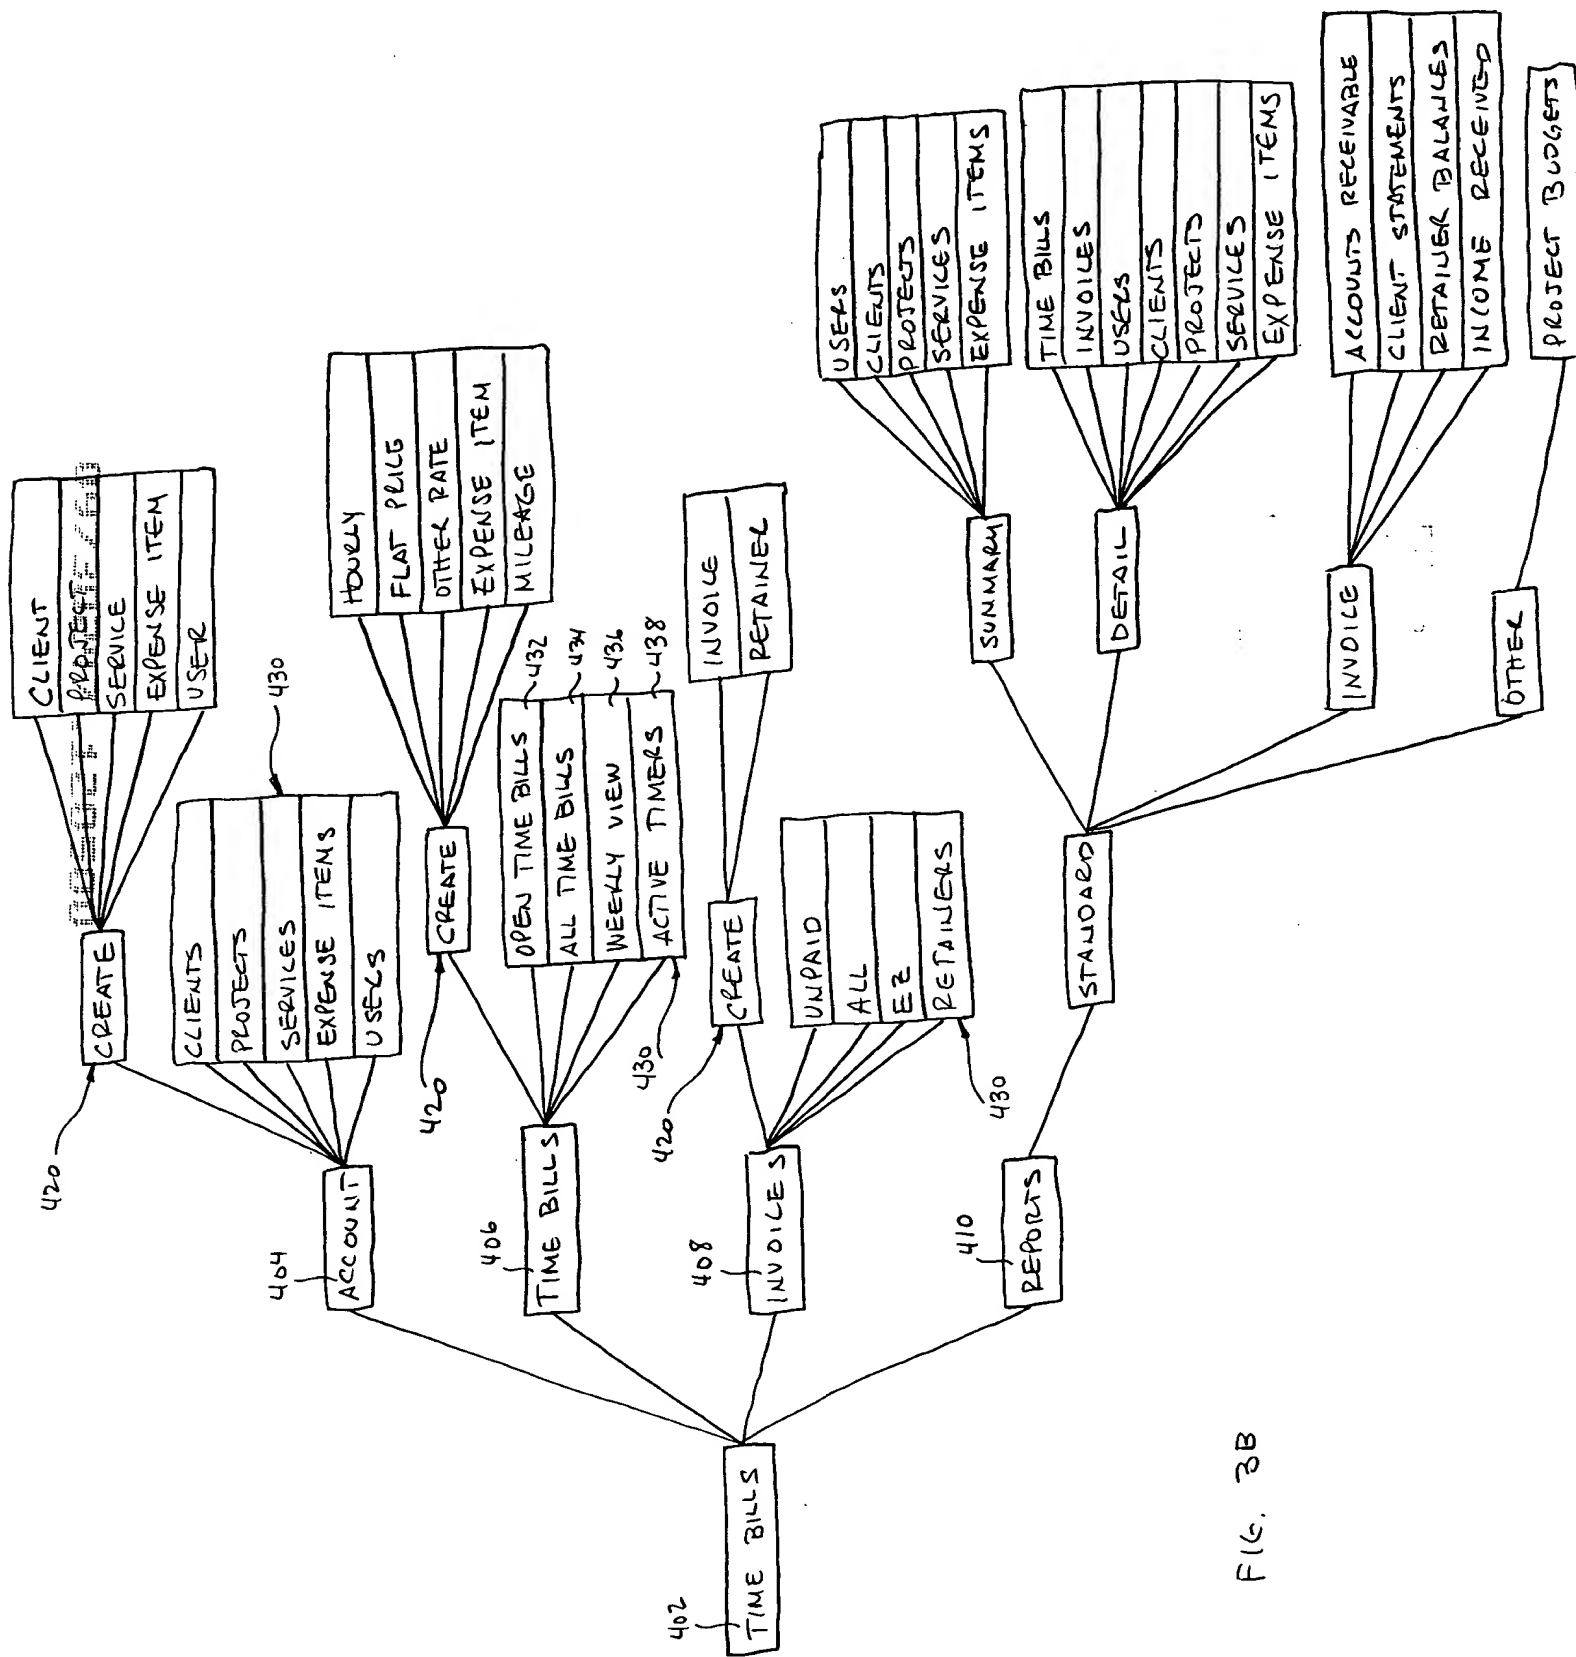 402
TIME BILLS
404
ACCOUNT
420
CREATE
CLIENT
PROJECT
SERVICE
EXPENSE ITEM
USER
430
CLIENTS
PROJECTS
SERVICES
EXPENSE ITEMS
USERS
406
TIME BILLS
420
CREATE
HOURLY
FLAT PRICE
OTHER RATE
EXPENSE ITEM
MILEAGE
OPEN TIME BILLS 432
ALL TIME BILLS 434
WEEKLY VIEW 436
ACTIVE TIMERS 438
430
408
INVOICES
420
CREATE
INVOICE
RETAINER
UNPAID
ALL
EZ
RETAINERS
430
410
REPORTS
STANDARD
SUMMARY
USERS
CLIENTS
PROJECTS
SERVICES
EXPENSE ITEMS
DETAIL
TIME BILLS
INVOICES
USERS
CLIENTS
PROJECTS
SERVICES
EXPENSE ITEMS
INVOICE
ACCOUNTS RECEIVABLE
CLIENT STATEMENTS
RETAINER BALANCES
INCOME RECEIVED
OTHER
PROJECT BUDGETS
FIG. 3B